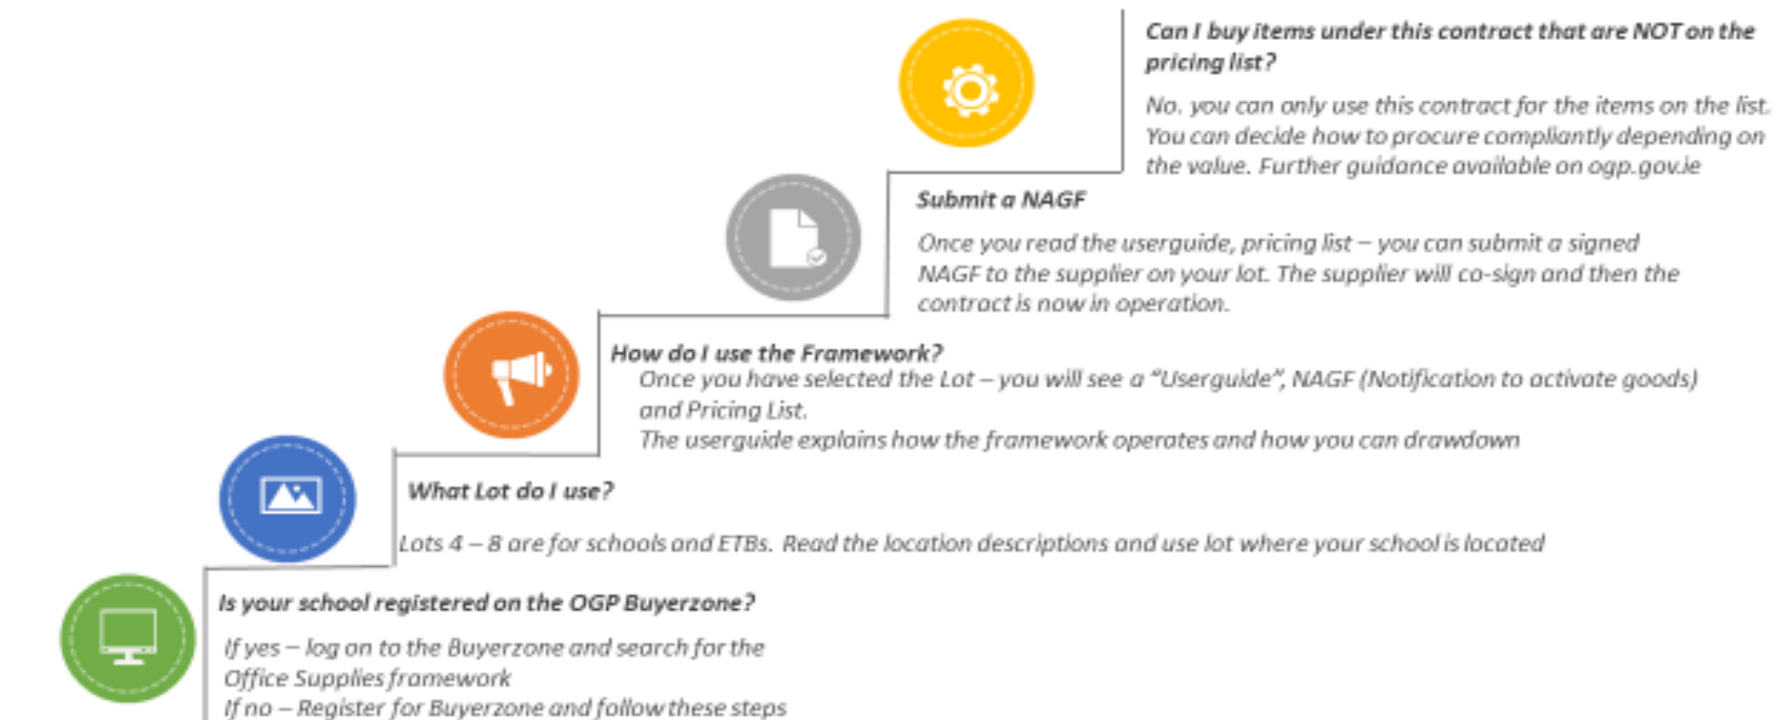 Can I buy items under this contract that are NOT on the
pricing list?
No. you can only use this contract for the items on the list.
You can decide how to procure compliantly depending on
the value. Further guidance available on ogp.gov.ie
Submit a NAGF
Once you read the userguide, pricing list – you can submit a signed
NAGF to the supplier on your lot. The supplier will co-sign and then the
contract is now in operation.
How do I use the Framework?
Once you have selected the Lot – you will see a “Userguide”, NAGF (Notification to activate goods)
and Pricing List.
The userguide explains how the framework operates and how you can drawdown
What Lot do I use?
Lots 4 – 8 are for schools and ETBs. Read the location descriptions and use lot where your school is located
Is your school registered on the OGP Buyerzone?
If yes – log on to the Buyerzone and search for the
Office Supplies framework
If no – Register for Buyerzone and follow these steps